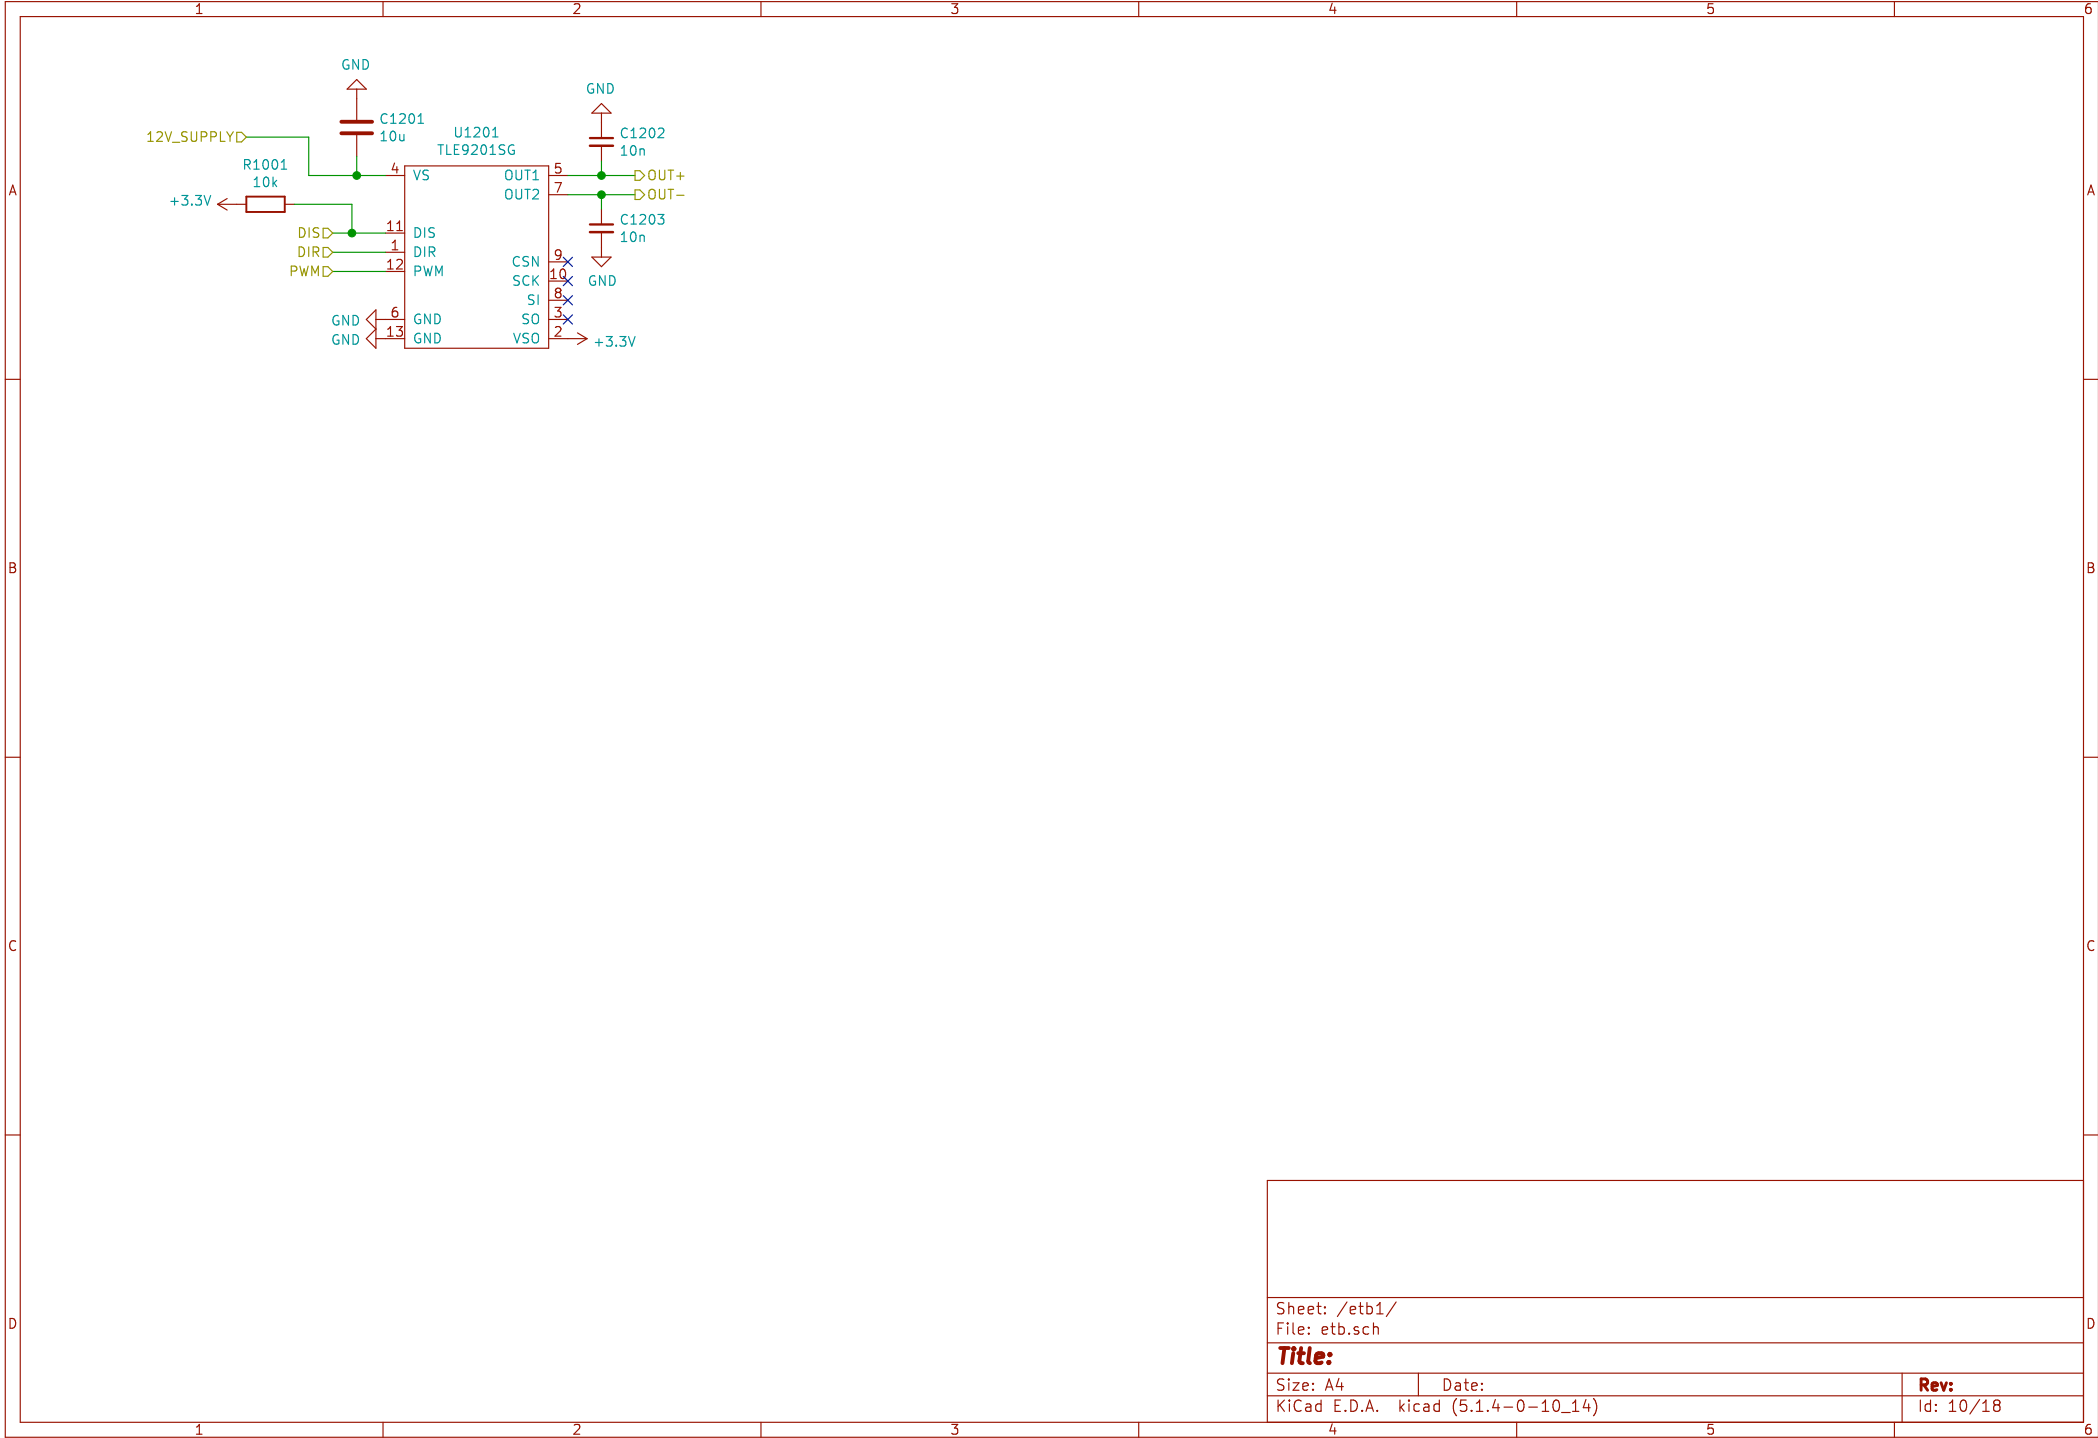 1 2 3 4 5 6
GND
GND
C1201
10u
12V_SUPPLY
U1201
TLE9201SG
C1202
10n
R1001
10k
4 VS OUT1 5 OUT+
7
OUT2 OUT-
A A
+3.3V
C1203
10n
11
DIS DIS
1
DIR DIR
12
PWM PWM
9
CSN
10
SCK GND
8
SI
6 3
GND GND SO
13 2
GND GND VSO +3.3V
B B
C C
D D
Sheet: /etb1/
File: etb.sch
Title:
Size: A4 Date: Rev:
KiCad E.D.A. kicad (5.1.4-0-10_14) Id: 10/18
1 2 3 4 5 6